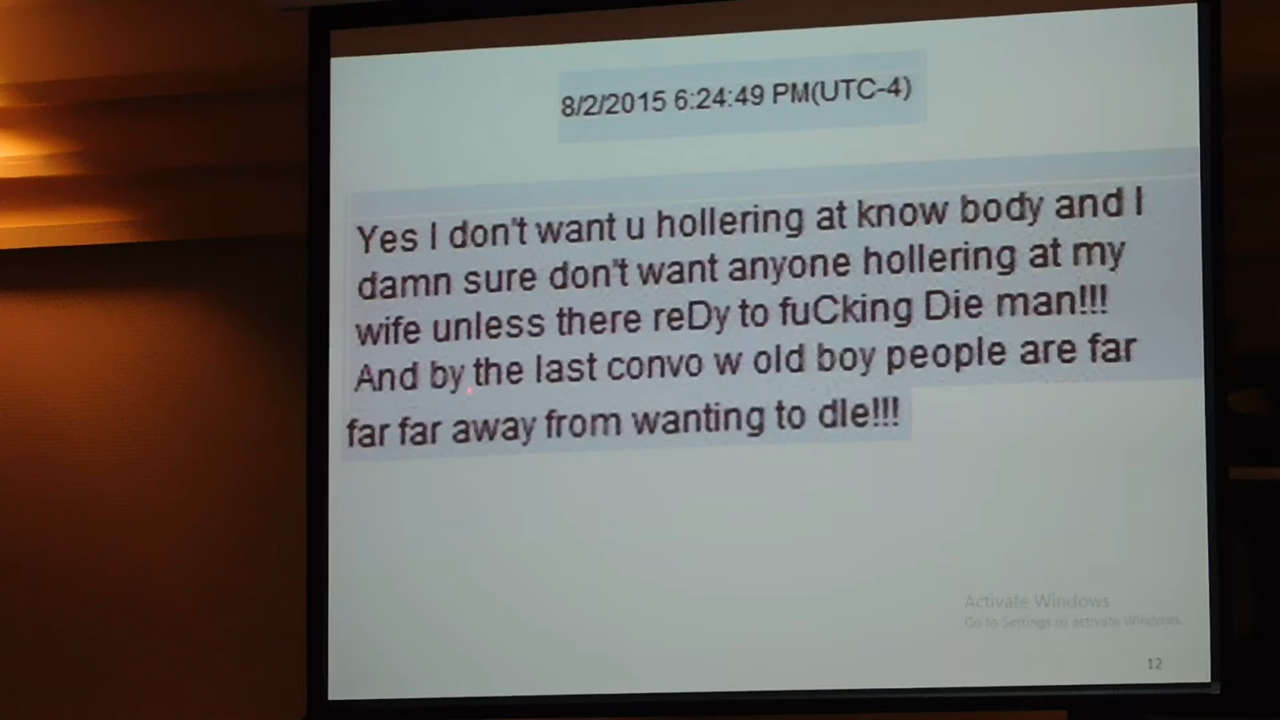 8/2/2015 6:24:49 PM(UTC-4)
Yes I don't want u hollering at know body and I
damn sure don't want anyone hollering at my
wife unless there reDy to fuCking Die man!!!
And by the last convo w old boy people are far
far far away from wanting to dIe!!!
Activate Windows
Go to Settings to activate Windows.
12